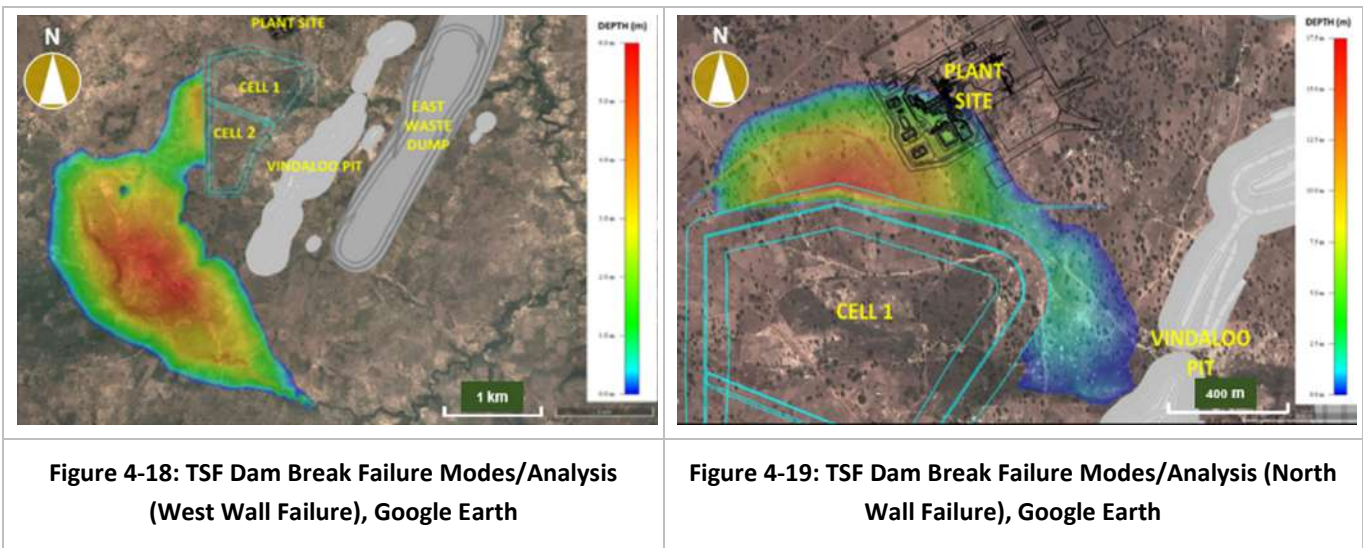 PLANT SITE
DEPTH (m)
N
CELL 1
CELL 2
EAST
WASTE
DUMP
VINDALOO PIT
1 km
DEPTH (m)
17.5 m
N
PLANT
SITE
CELL 1
VINDALOO
PIT
400 m
Figure 4-18: TSF Dam Break Failure Modes/Analysis
(West Wall Failure), Google Earth
Figure 4-19: TSF Dam Break Failure Modes/Analysis (North
Wall Failure), Google Earth